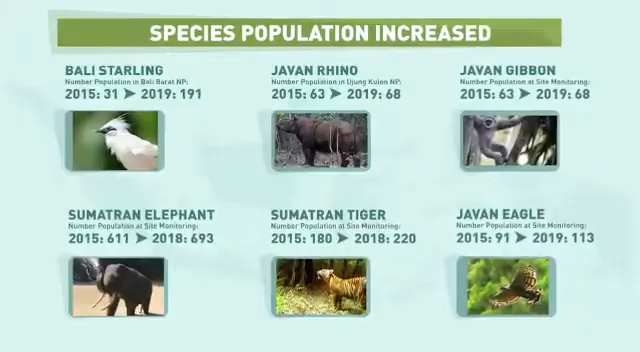 SPECIES POPULATION INCREASED
BALI STARLING
Number Population in Bali Barat NP:
2015: 31 ➤ 2019: 191
JAVAN RHINO
Number Population in Ujung Kulon NP:
2015: 63 ➤ 2019: 68
JAVAN GIBBON
Number Population at Site Monitoring:
2015: 63 ➤ 2019: 68
SUMATRAN ELEPHANT
Number Population at Site Monitoring:
2015: 611 ➤ 2018: 693
SUMATRAN TIGER
Number Population at Site Monitoring:
2015: 180 ➤ 2018: 220
JAVAN EAGLE
Number Population at Site Monitoring:
2015: 91 ➤ 2019: 113